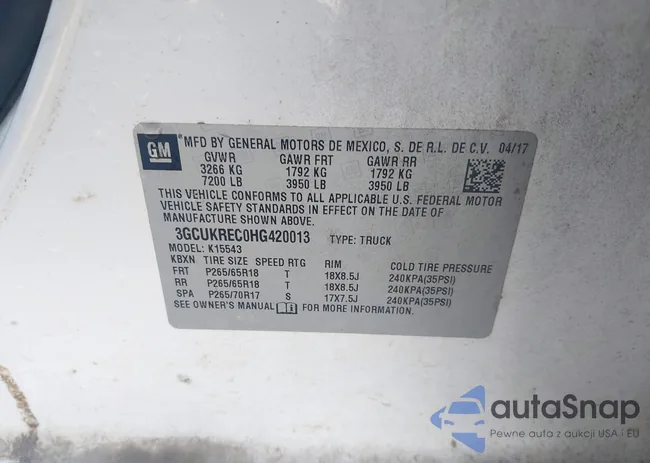 GM MFD BY GENERAL MOTORS DE MEXICO, S. DE R.L. DE C.V. 04/17
GVWR GAWR FRT GAWR RR
3266 KG 1792 KG 1792 KG
7200 LB 3950 LB 3950 LB
THIS VEHICLE CONFORMS TO ALL APPLICABLE U.S. FEDERAL MOTOR
VEHICLE SAFETY STANDARDS IN EFFECT ON THE DATE OF
MANUFACTURE SHOWN ABOVE.
3GCUKREC0HG420013 TYPE: TRUCK
MODEL: K15543
KBXN TIRE SIZE SPEED RTG RIM COLD TIRE PRESSURE
FRT P265/65R18 T 18X8.5J 240KPA(35PSI)
RR P265/65R18 T 18X8.5J 240KPA(35PSI)
SPA P265/70R17 S 17X7.5J 240KPA(35PSI)
SEE OWNER'S MANUAL FOR MORE INFORMATION.
autaSnap
Pewne auta z aukcji USA i EU